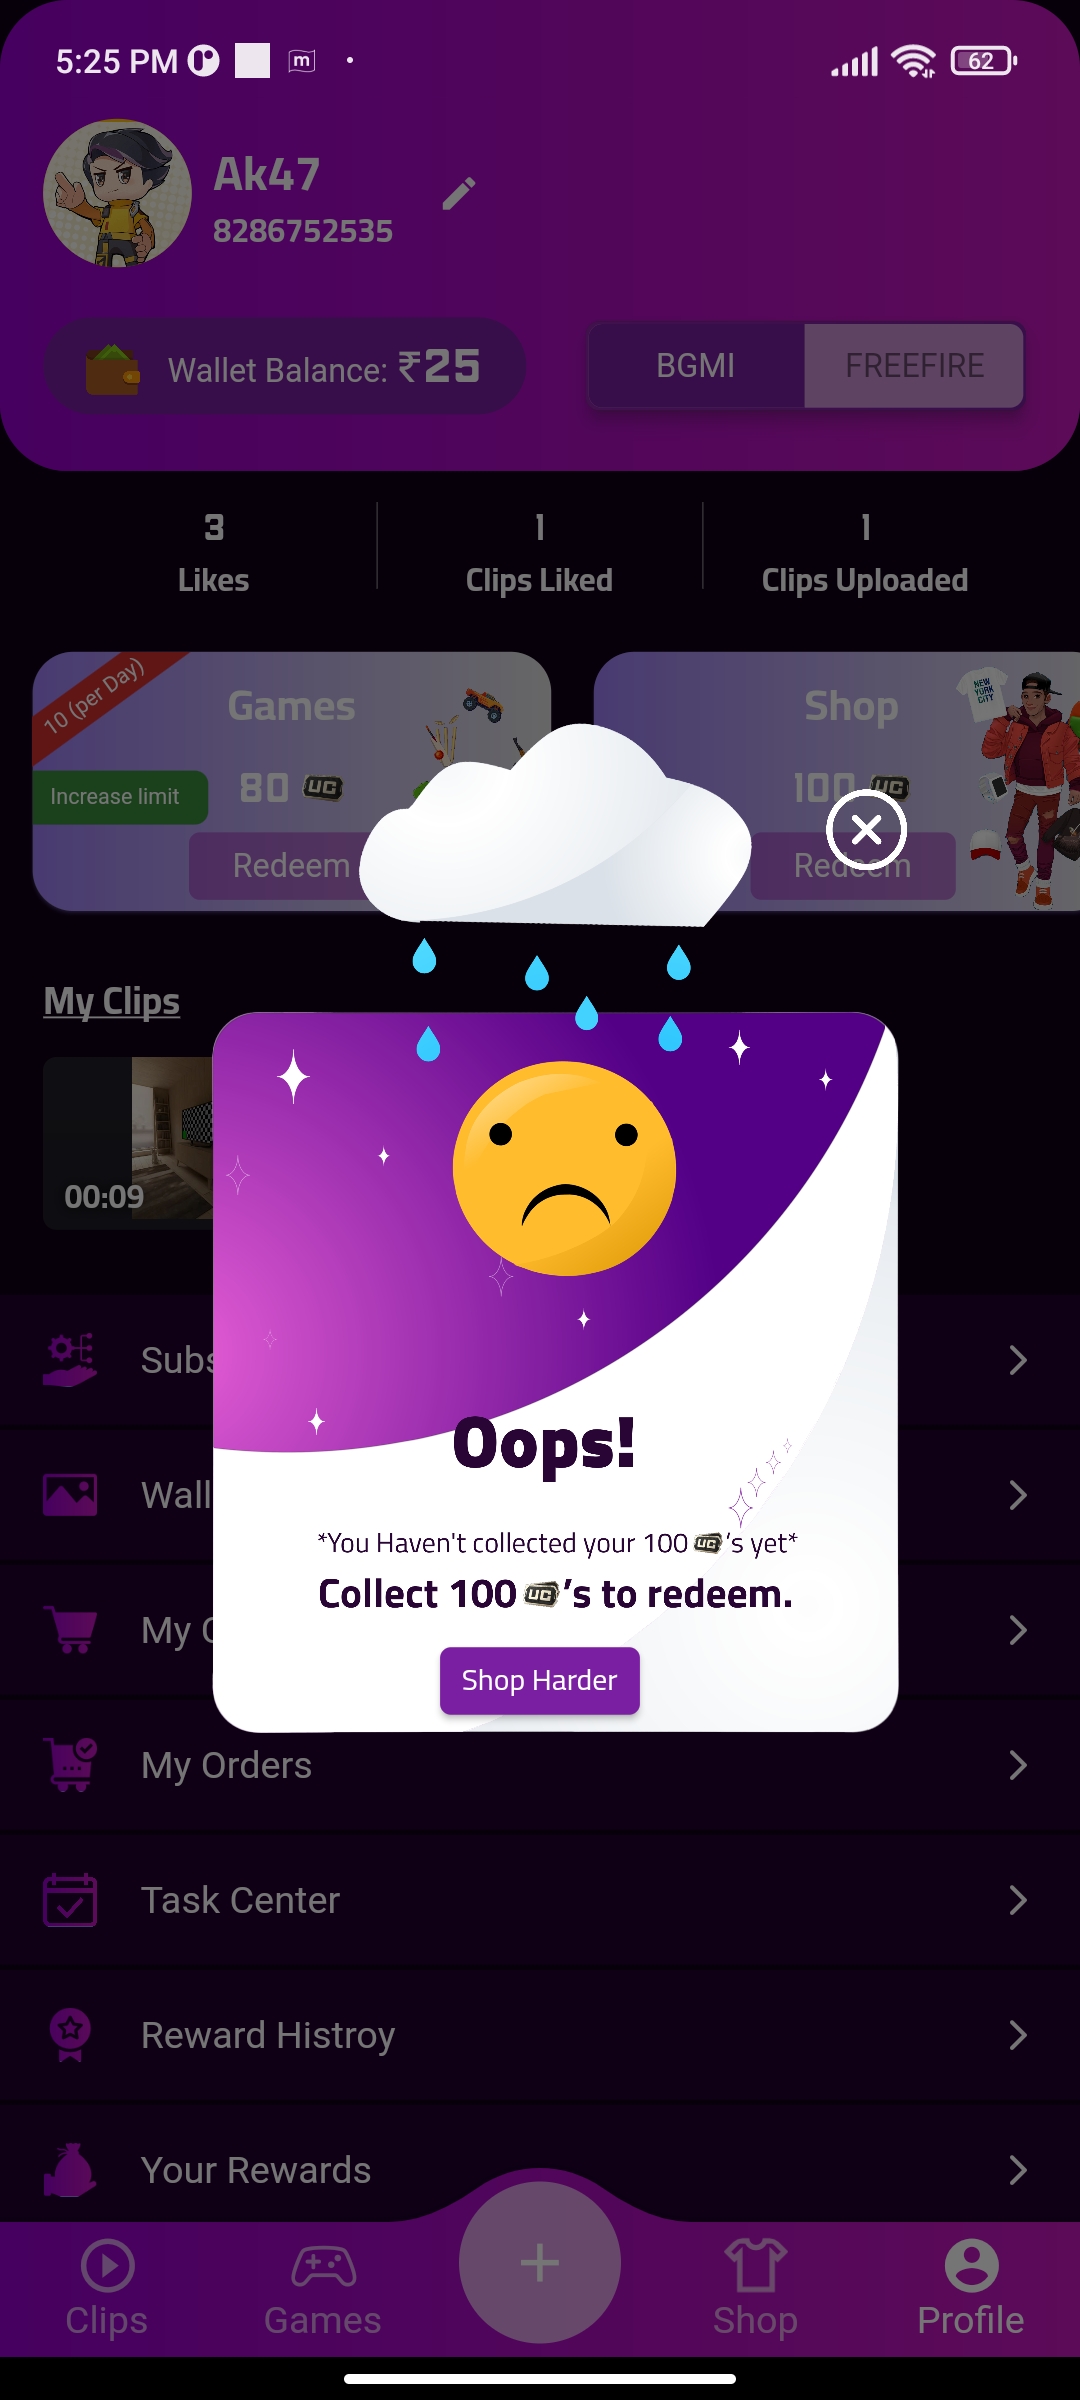 5:25 PM
62
Ak47
8286752535
Wallet Balance: ₹25
BGMI
FREEFIRE
3
Likes
1
Clips Liked
1
Clips Uploaded
10 (per Day)
Games
80 UC
Increase limit
Redeem
Shop
100 UC
Redeem
NEW YORK CITY
My Clips
00:09
Oops!
*You Haven't collected your 100 UC's yet*
Collect 100 UC's to redeem.
Shop Harder
Subs
Wall
My C
My Orders
Task Center
Reward Histroy
Your Rewards
Clips
Games
Shop
Profile